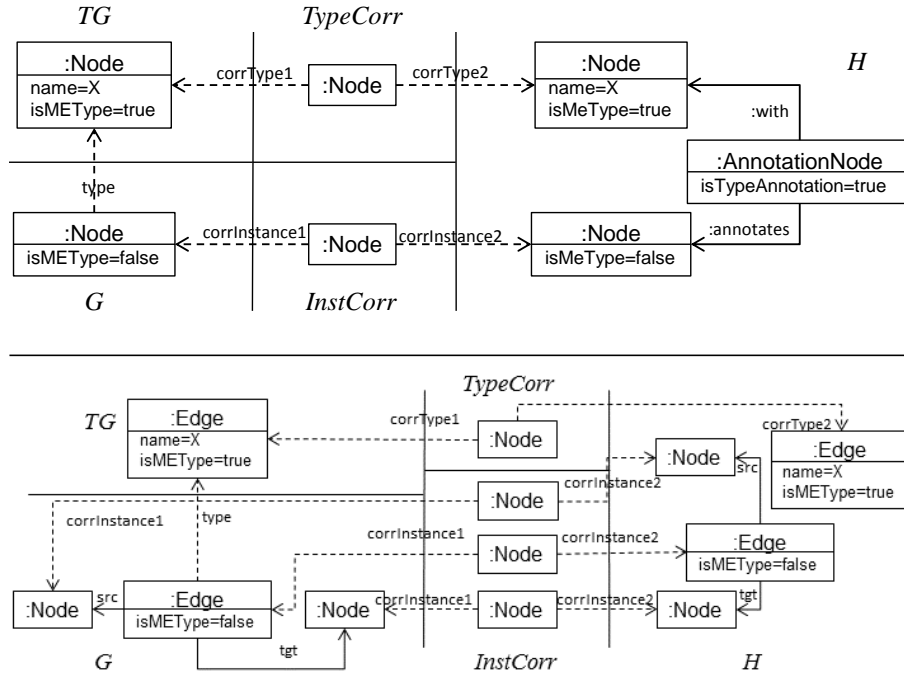 TG
TypeCorr
H
:Node
name=X
isMEType=true
corrType1
:Node
corrType2
:Node
name=X
isMeType=true
:with
:AnnotationNode
isTypeAnnotation=true
type
:Node
isMEType=false
corrInstance1
:Node
corrInstance2
:Node
isMeType=false
:annotates
G
InstCorr
TypeCorr
TG
:Edge
name=X
isMEType=true
corrType1
:Node
corrType2
:Node
src
:Edge
name=X
isMEType=true
corrInstance1
type
:Node
corrInstance2
corrInstance1
:Node
corrInstance2
:Edge
isMEType=false
:Node
src
:Edge
isMEType=false
tgt
:Node
corrInstance1
:Node
corrInstance2
:Node
tgt
G
InstCorr
H